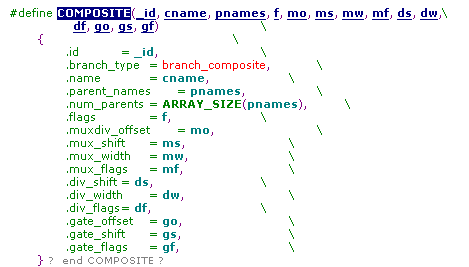 #define COMPOSITE(_id, cname, pnames, f, mo, ms, mw, mf, ds, dw,\
df, go, gs, gf) \
{ \
.id = _id, \
.branch_type = branch_composite, \
.name = cname, \
.parent_names = pnames, \
.num_parents = ARRAY_SIZE(pnames), \
.flags = f, \
.muxdiv_offset = mo, \
.mux_shift = ms, \
.mux_width = mw, \
.mux_flags = mf, \
.div_shift = ds, \
.div_width = dw, \
.div_flags = df, \
.gate_offset = go, \
.gate_shift = gs, \
.gate_flags = gf, \
} ? end COMPOSITE ?